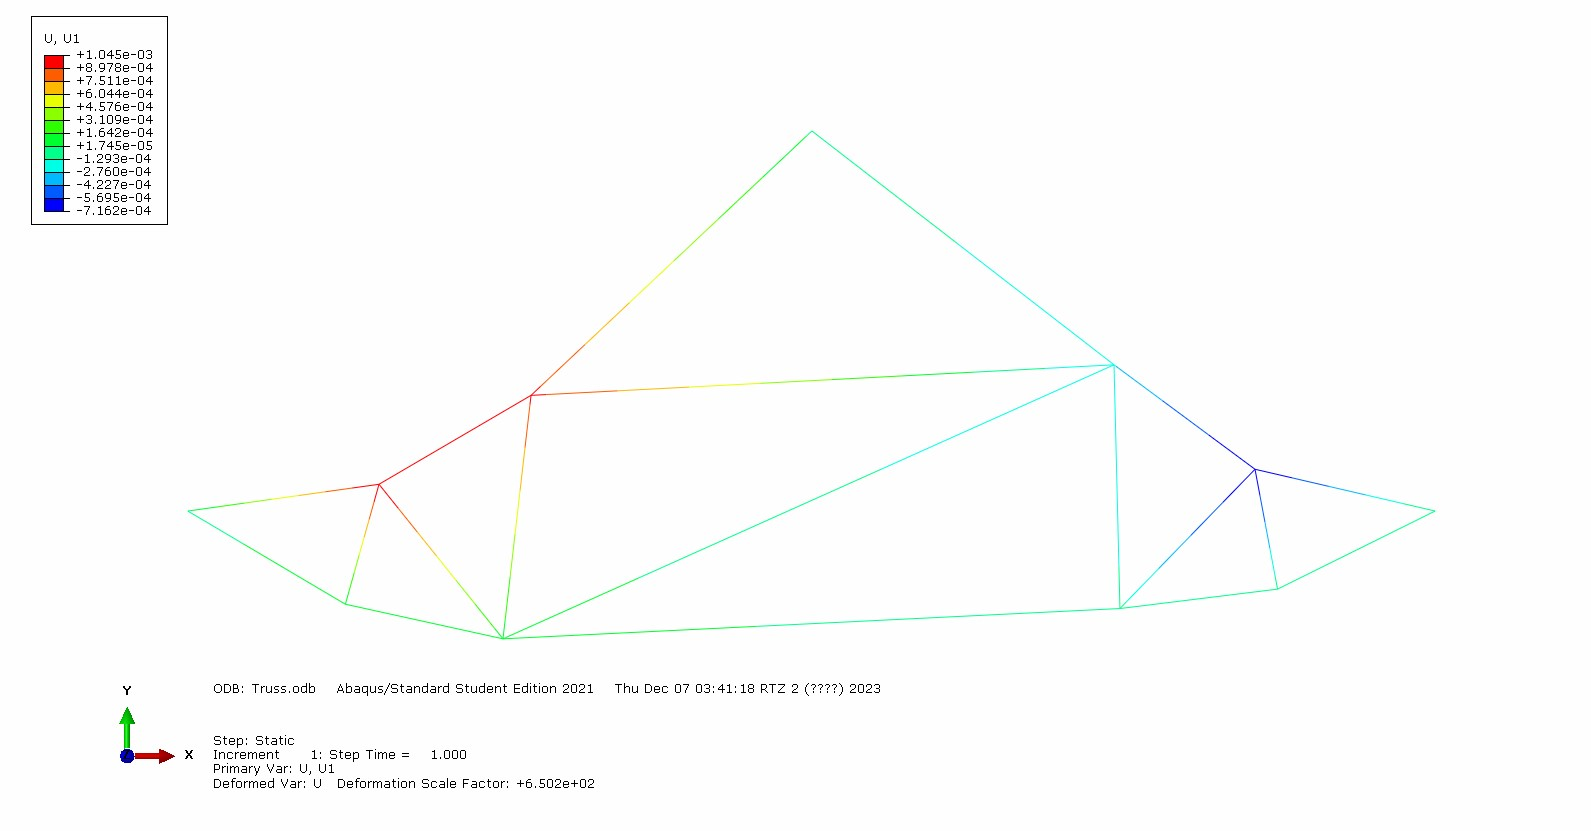 U, U1
+1.045e-03
+8.978e-04
+7.511e-04
+6.044e-04
+4.576e-04
+3.109e-04
+1.642e-04
+1.745e-05
-1.293e-04
-2.760e-04
-4.227e-04
-5.695e-04
-7.162e-04
Y
X
ODB: Truss.odb Abaqus/Standard Student Edition 2021 Thu Dec 07 03:41:18 RTZ 2 (????) 2023
Step: Static
Increment 1: Step Time = 1.000
Primary Var: U, U1
Deformed Var: U Deformation Scale Factor: +6.502e+02